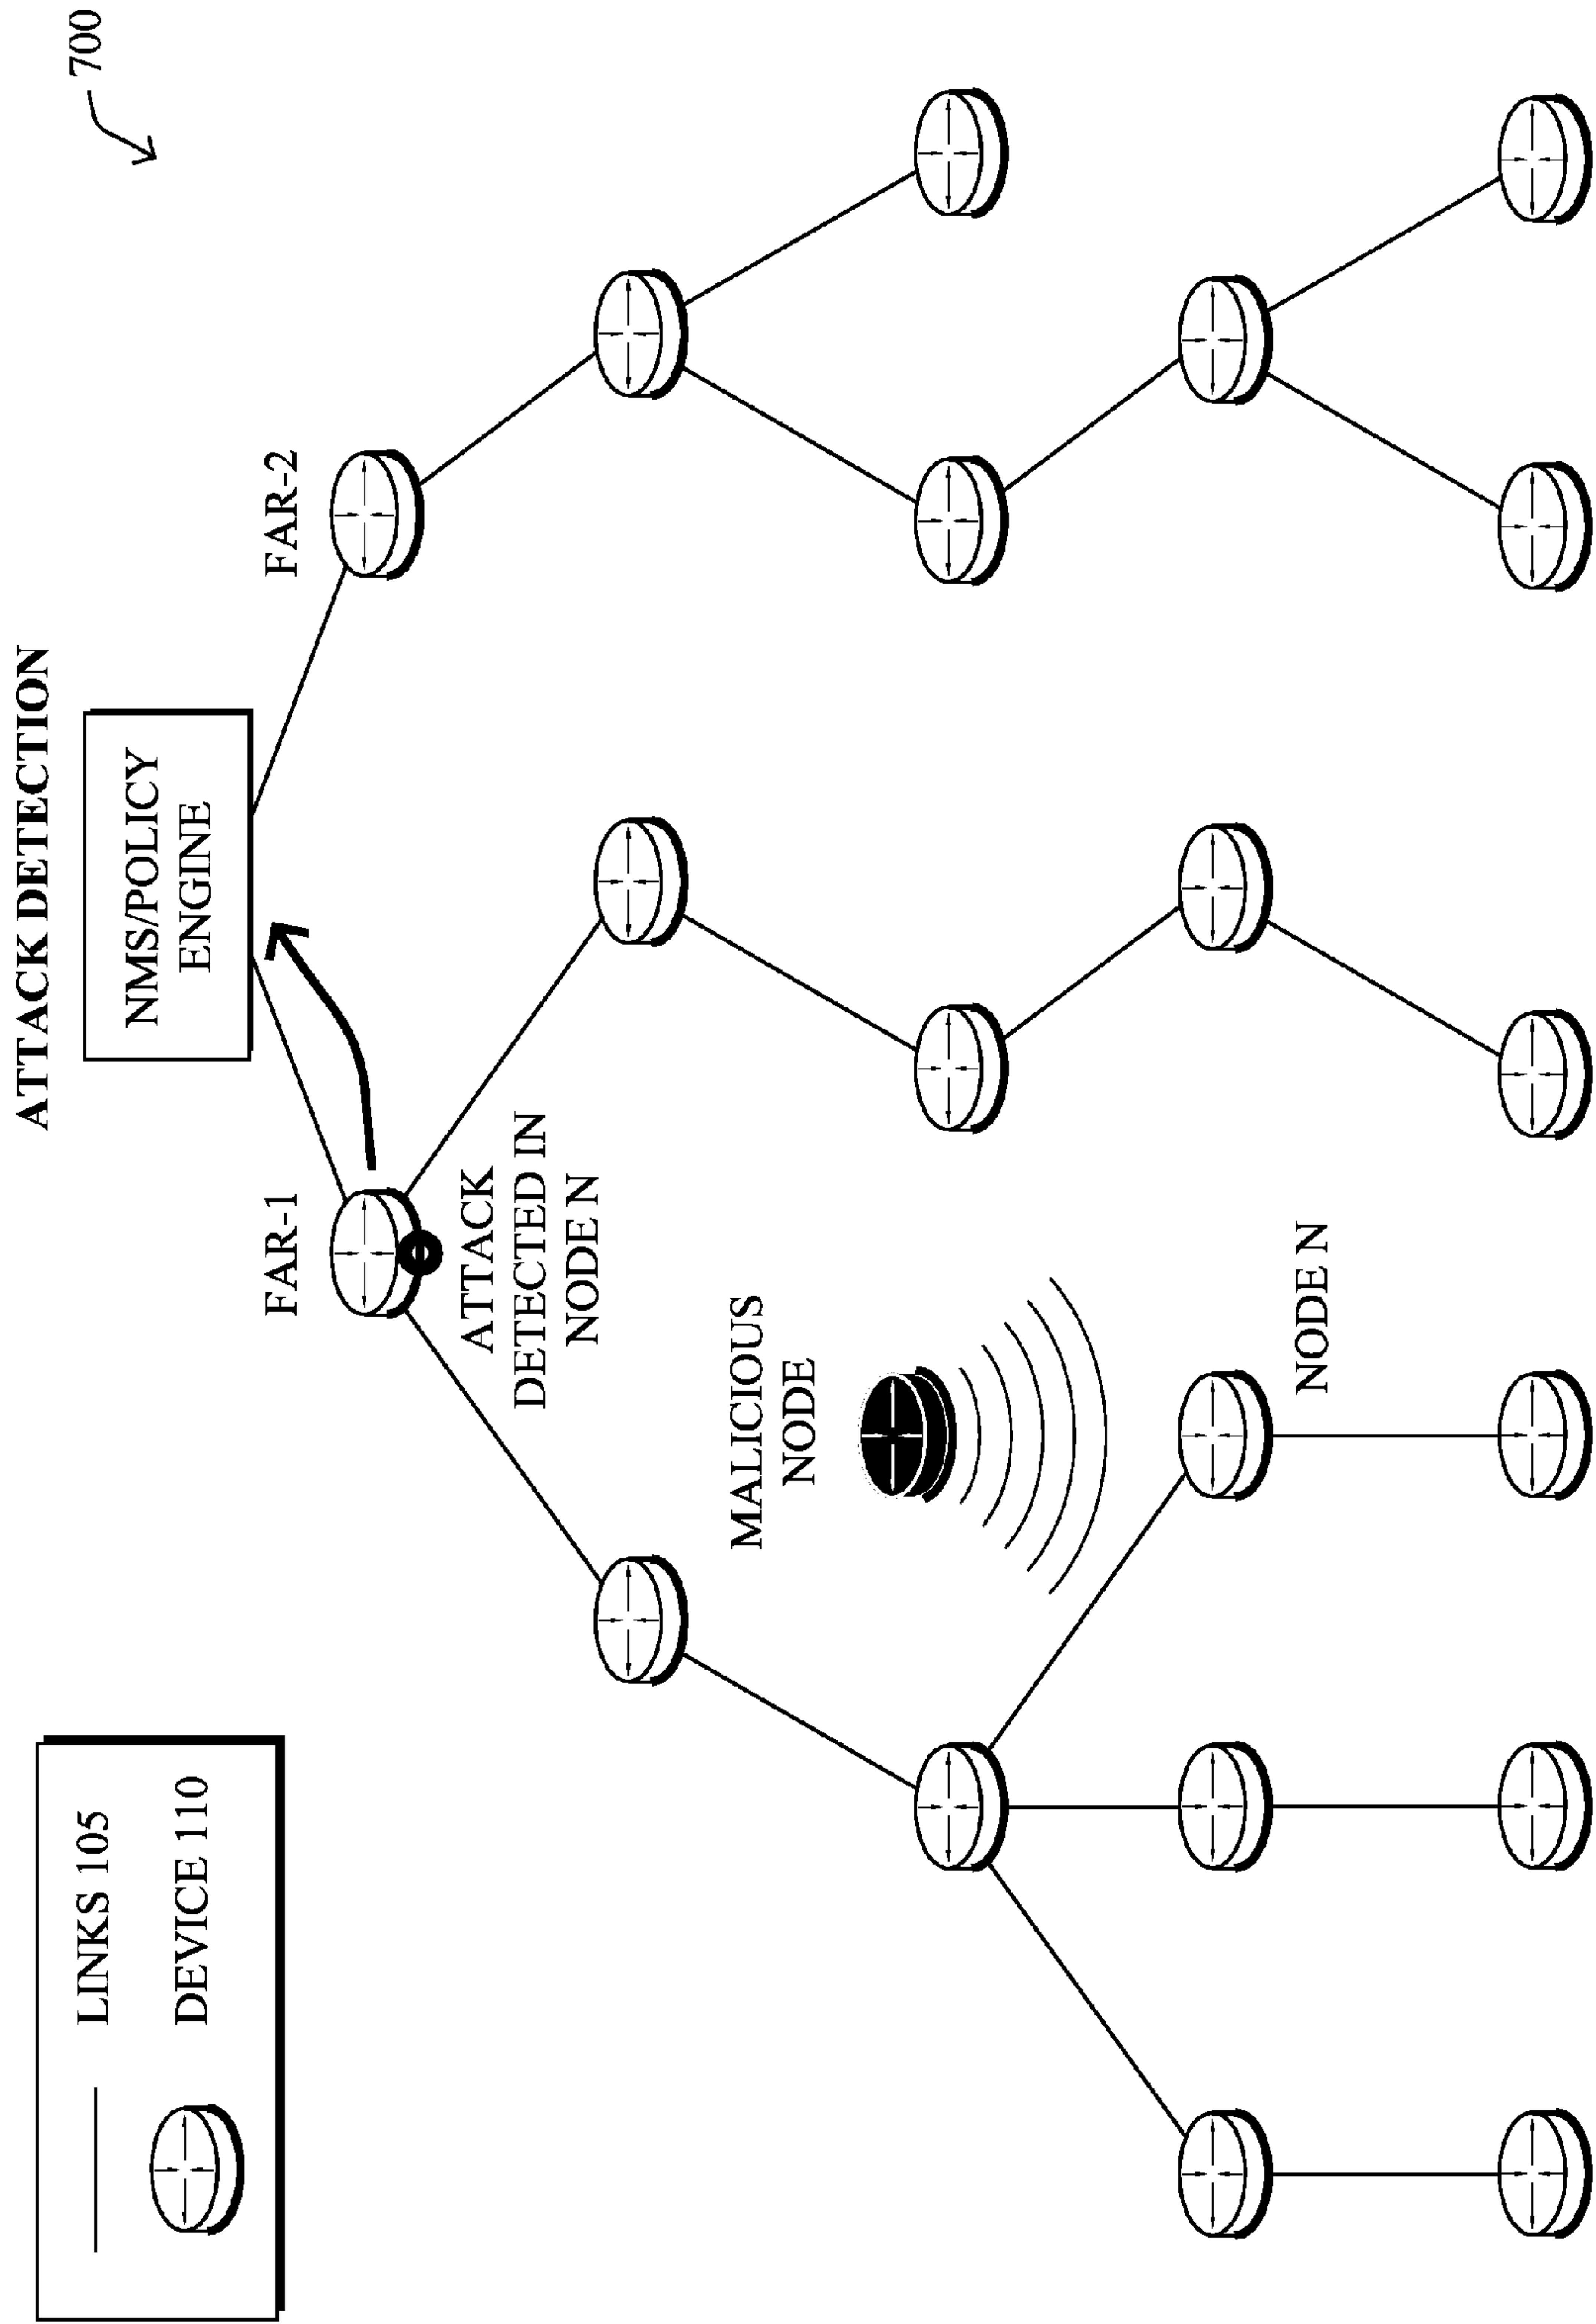 ATTACK DETECTION
700
LINKS 105
DEVICE 110
NMS/POLICY
ENGINE
FAR-1
FAR-2
ATTACK
DETECTED IN
NODE N
MALICIOUS
NODE
NODE N